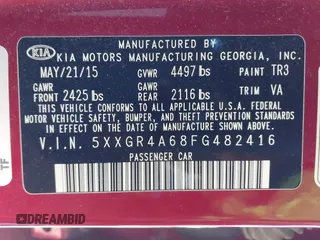 KIA
KIA MOTORS MANUFACTURING GEORGIA, INC.
MAY/21/15 GVWR 4497 lbs PAINT TR3
GAWR GAWR TRIM VA
FRONT 2425 lbs REAR 2116 lbs
THIS VEHICLE CONFORMS TO ALL APPLICABLE FEDERAL
MOTOR VEHICLE SAFETY, BUMPER, AND THEFT PREVENTION
STANDARDS IN EFFECT ON THE DATE OF MANUFACTURE
SHOWN ABOVE.
V.I.N. 5XXGR4A68FG482416
PASSENGER CAR
TF
DREAMBID